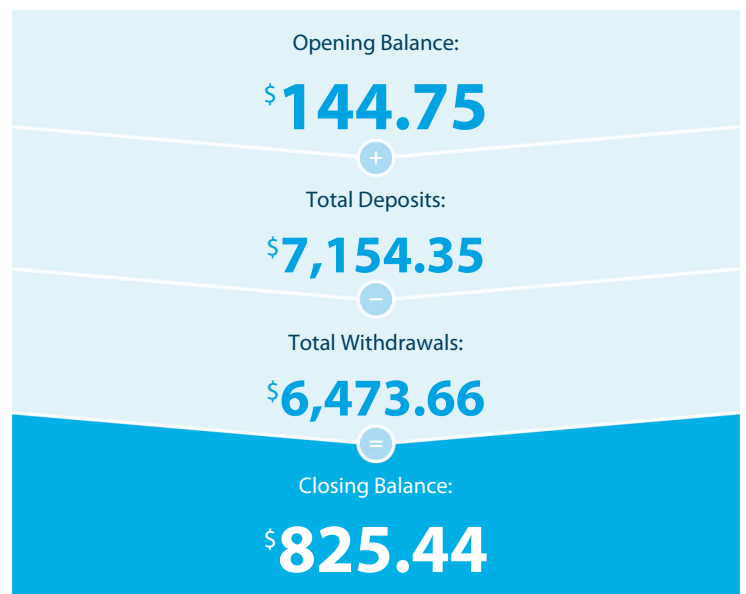 Opening Balance:
$144.75
+
Total Deposits:
$7,154.35
−
Total Withdrawals:
$6,473.66
=
Closing Balance:
$825.44